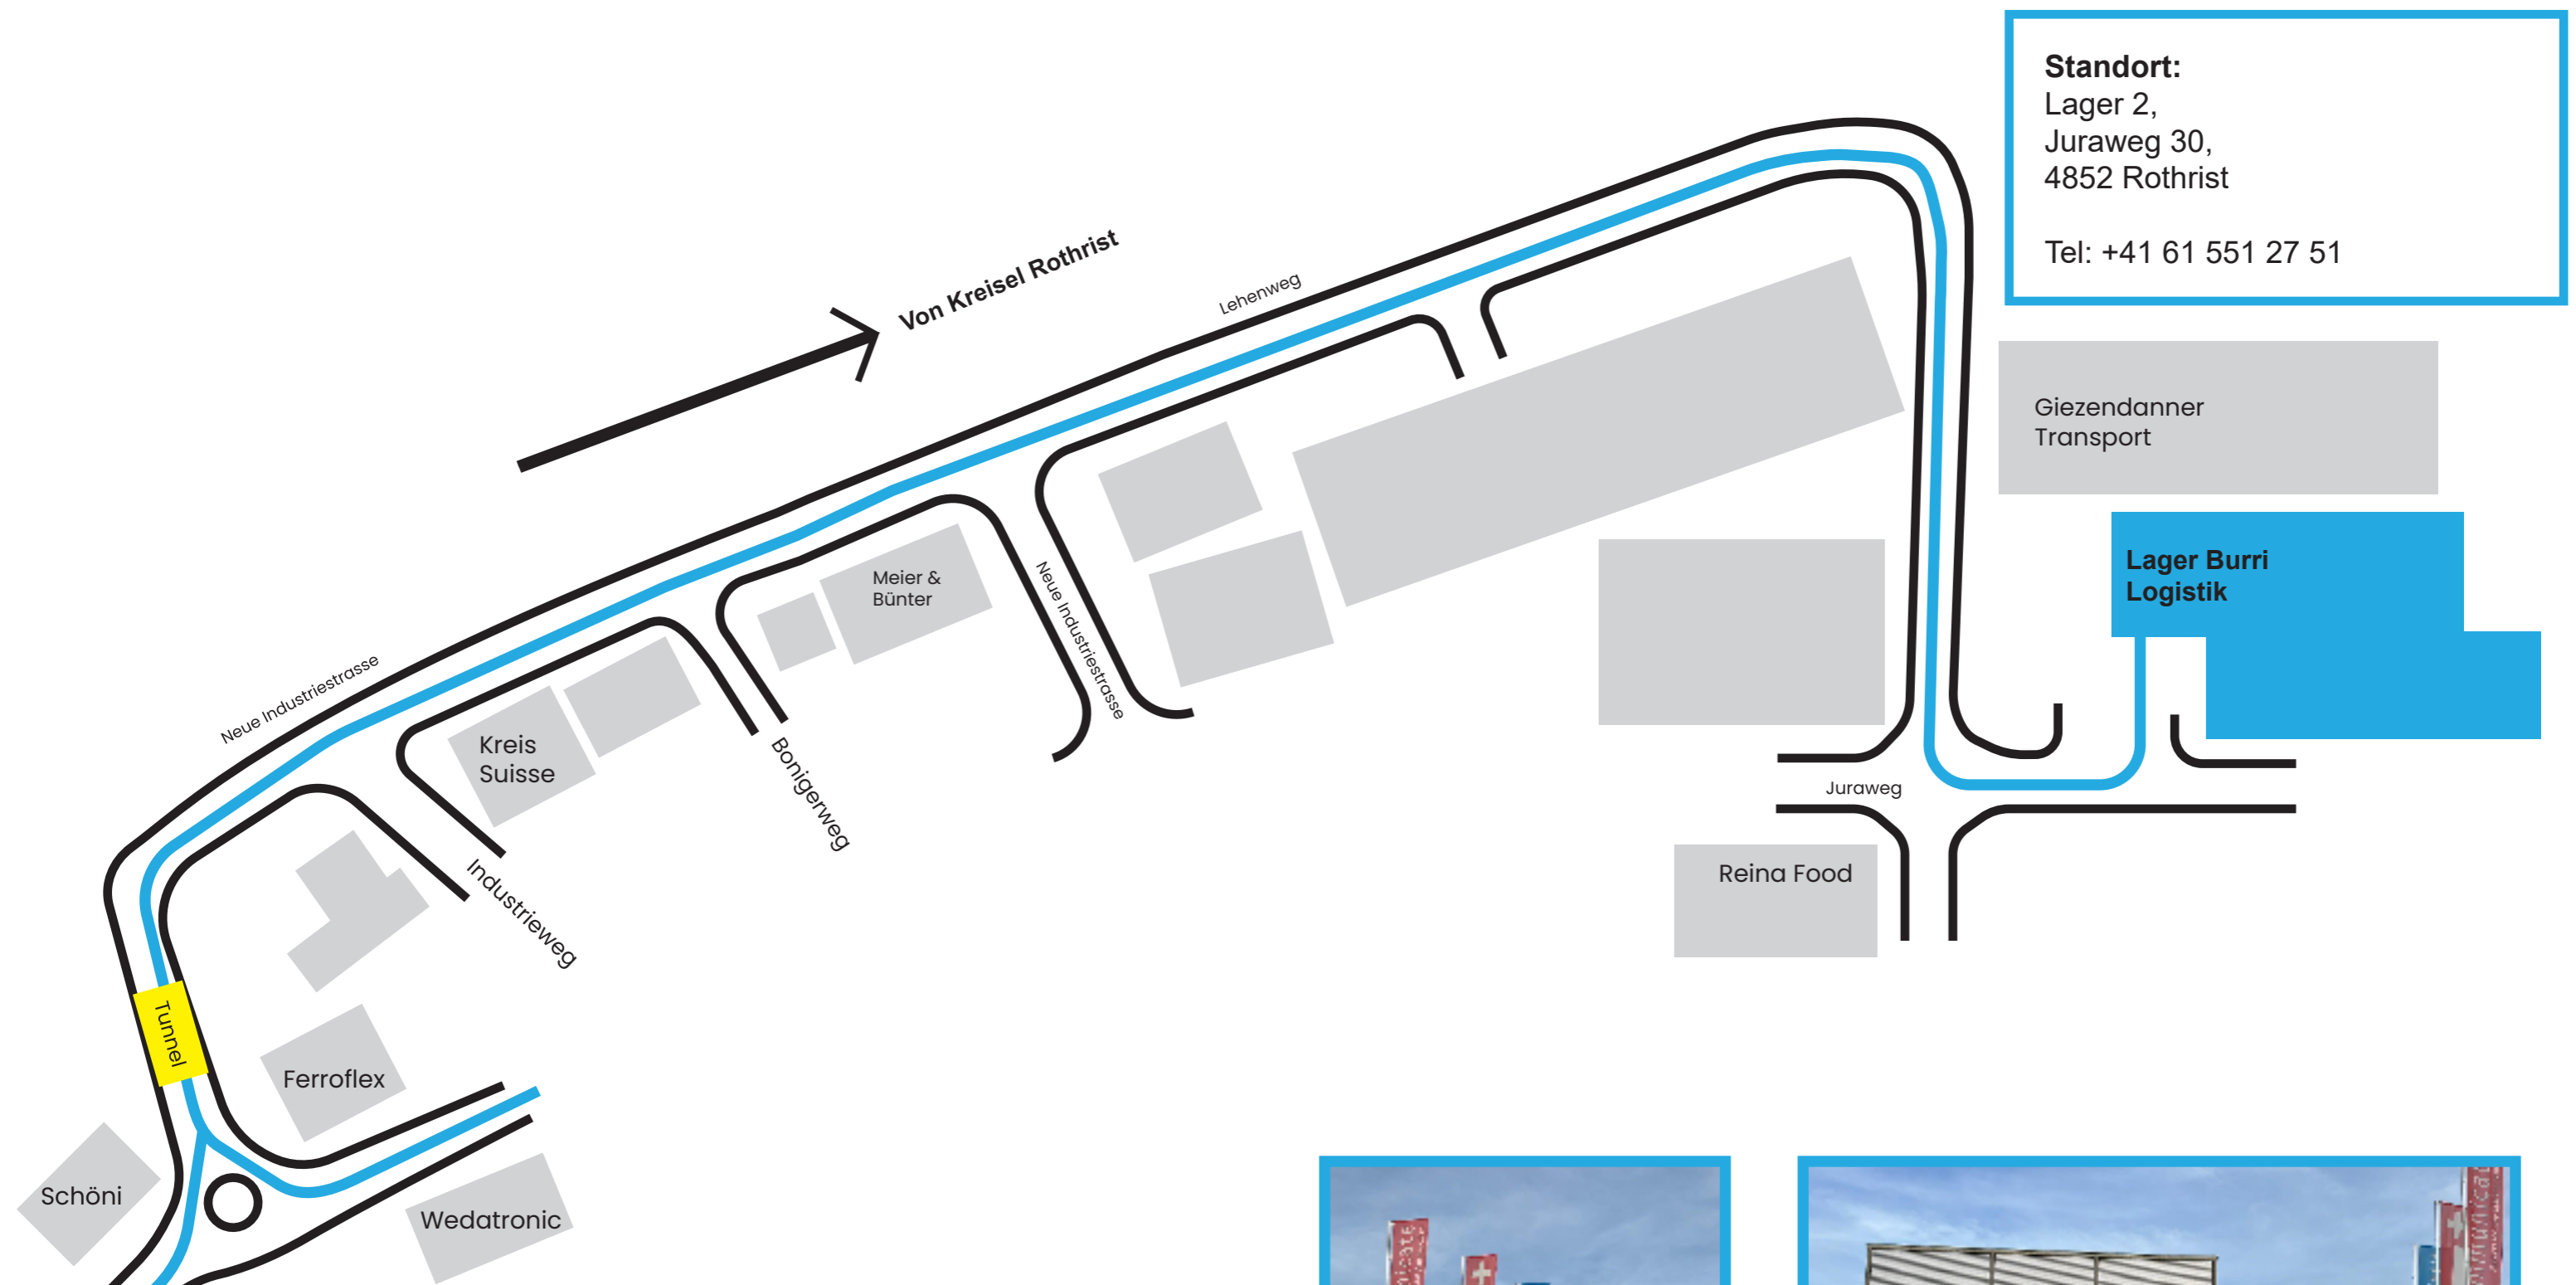 Standort:
Lager 2,
Juraweg 30,
4852 Rothrist
Tel: +41 61 551 27 51
Von Kreisel Rothrist
Lehenweg
Giezendanner
Transport
Lager Burri
Logistik
Meier &
Bünter
Neue Industriestrasse
Neue Industriestrasse
Kreis
Suisse
Bonigerweg
Juraweg
Industrieweg
Reina Food
Tunnel
Ferroflex
Schöni
Wedatronic